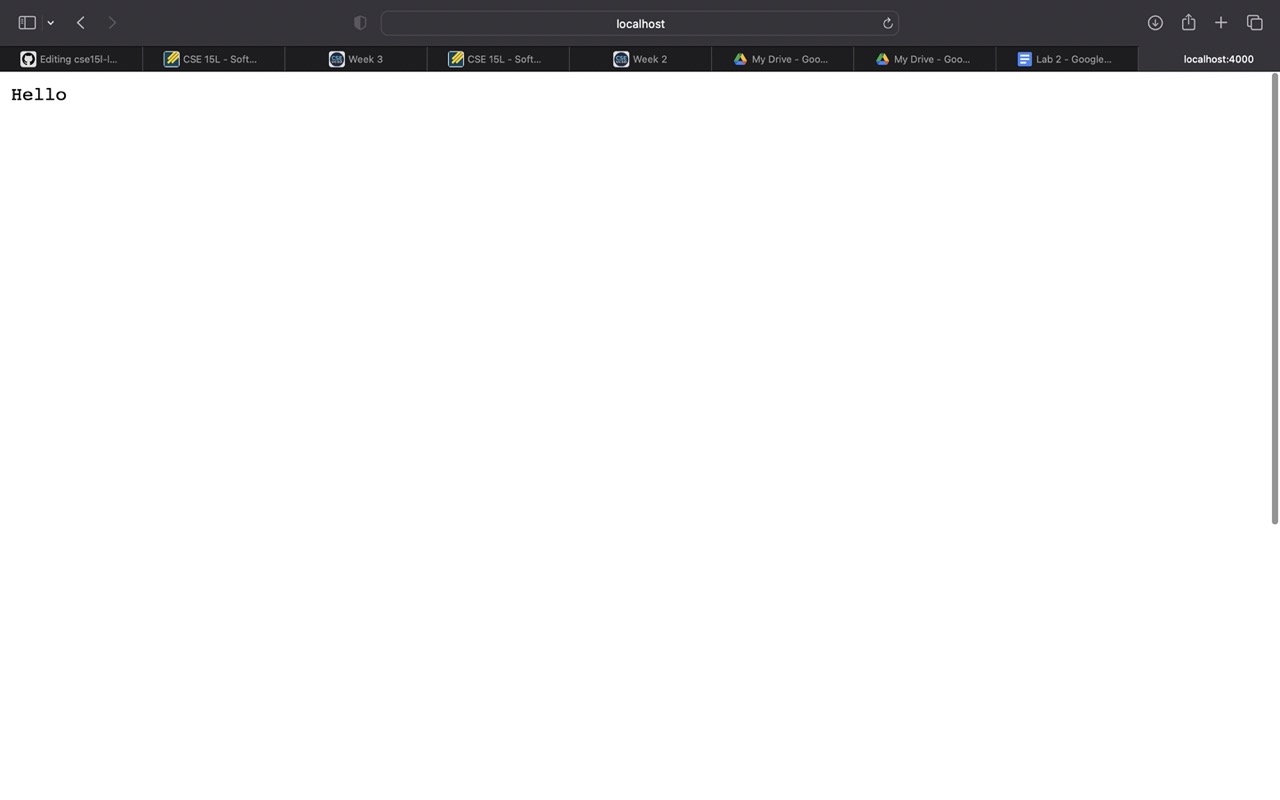 localhost
Editing cse15l-l...
CSE 15L - Soft...
Week 3
CSE 15L - Soft...
Week 2
My Drive - Goo...
My Drive - Goo...
Lab 2 - Google...
localhost:4000
Hello